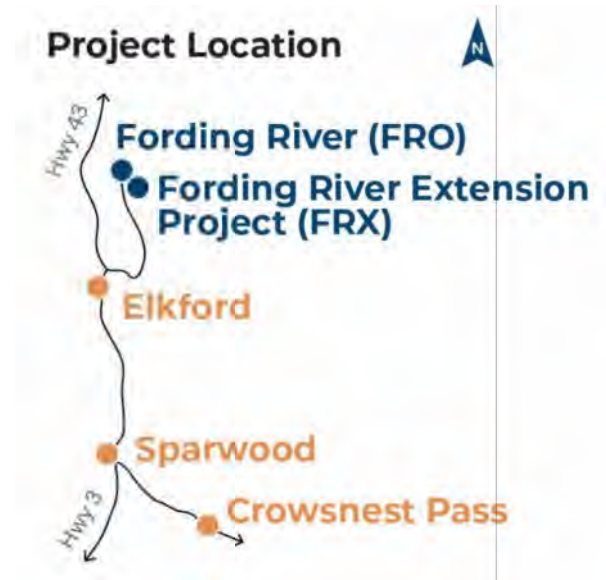 Project Location
N
Hwy 43
Fording River (FRO)
Fording River Extension
Project (FRX)
Elkford
Sparwood
Hwy 3
Crowsnest Pass